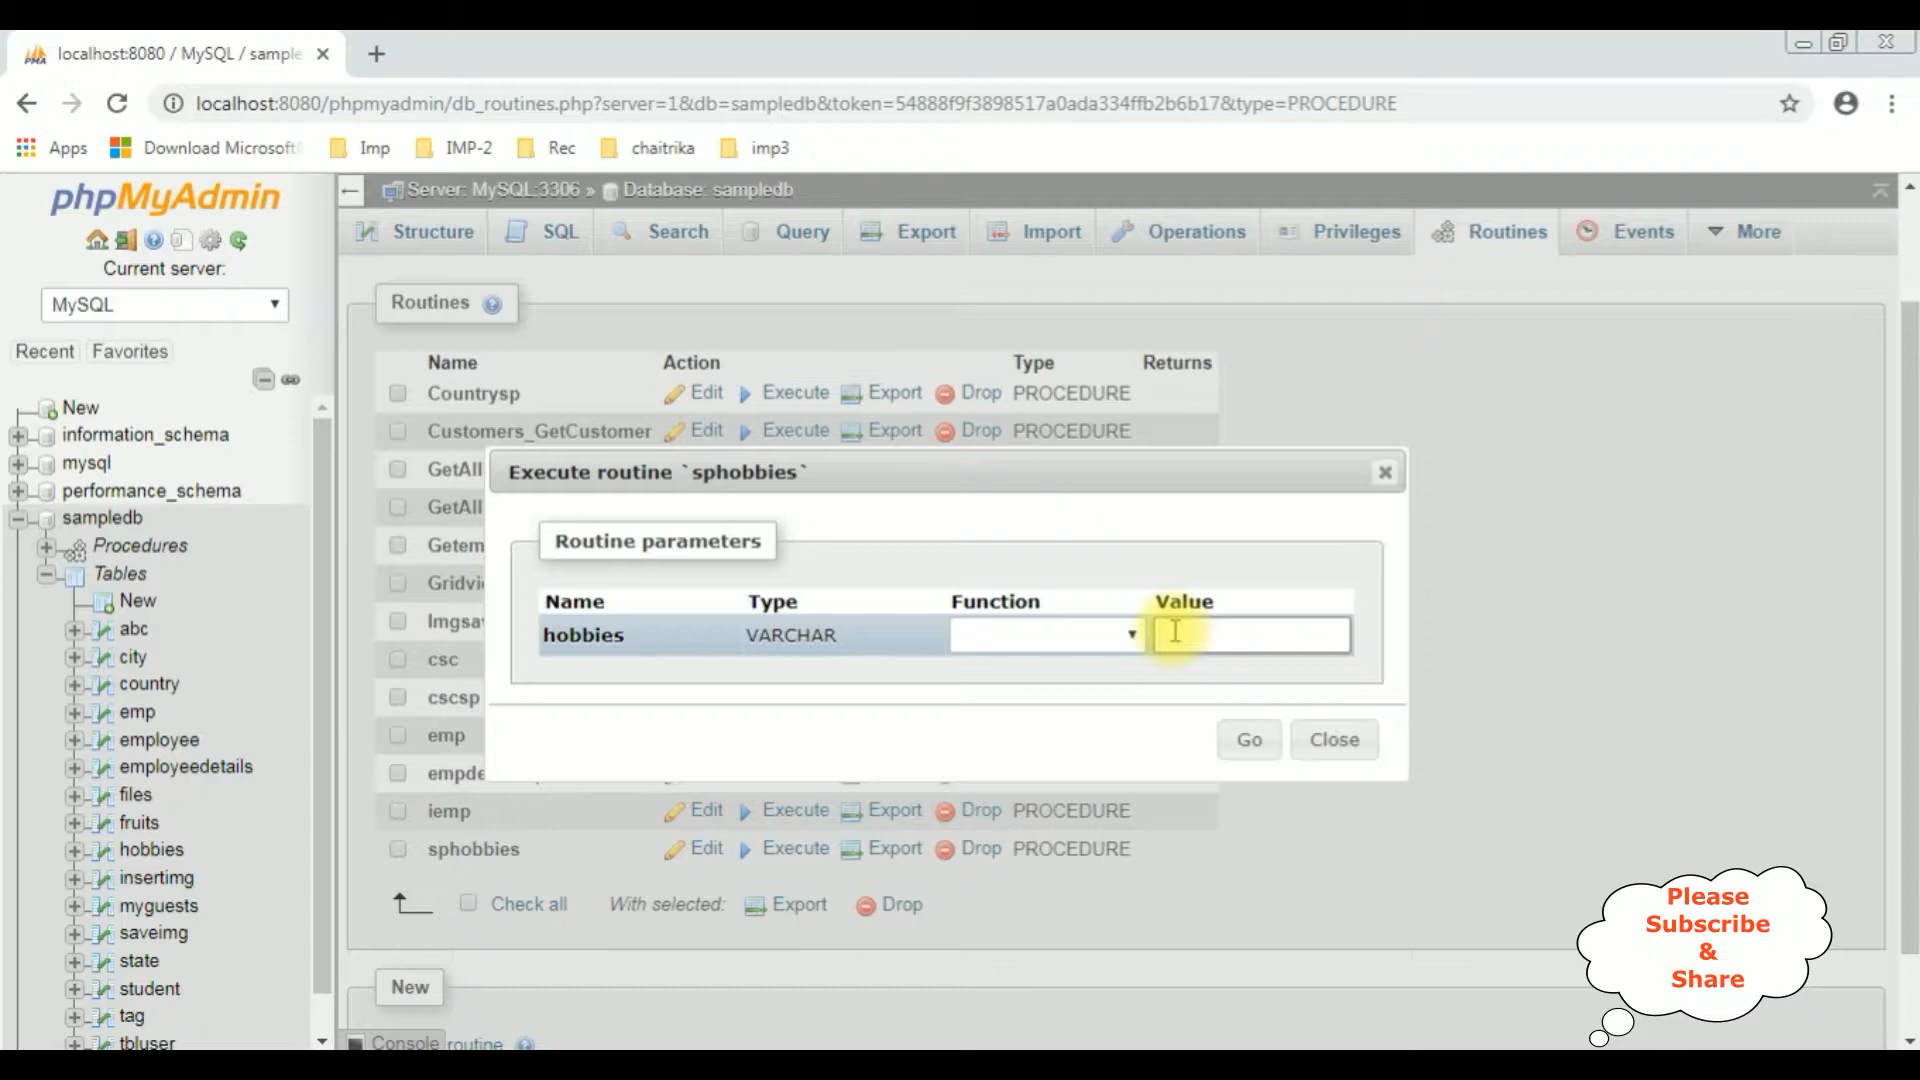 localhost:8080 / MySQL / sample
localhost:8080/phpmyadmin/db_routines.php?server=1&db=sampledb&token=54888f9f3898517a0ada334ffb2b6b17&type=PROCEDURE
Apps Download Microsoft Imp IMP-2 Rec chaitrika imp3
phpMyAdmin
Current server:
MySQL
Recent Favorites
New
information_schema
mysql
performance_schema
sampledb
Procedures
Tables
New
abc
city
country
emp
employee
employeedetails
files
fruits
hobbies
insertimg
myguests
saveimg
state
student
tag
tbluser
Server: MySQL:3306 » Database: sampledb
Structure SQL Search Query Export Import Operations Privileges Routines Events More
Routines
Name Action Type Returns
Countrysp Edit Execute Export Drop PROCEDURE
Customers_GetCustomer Edit Execute Export Drop PROCEDURE
GetAll
GetAll
Getem
Gridvi
Imgsa
csc
cscsp
emp
empde
iemp Edit Execute Export Drop PROCEDURE
sphobbies Edit Execute Export Drop PROCEDURE
Check all With selected: Export Drop
New
Console routine
Execute routine `sphobbies`
Routine parameters
Name Type Function Value
hobbies VARCHAR
Go Close
Please
Subscribe
&
Share